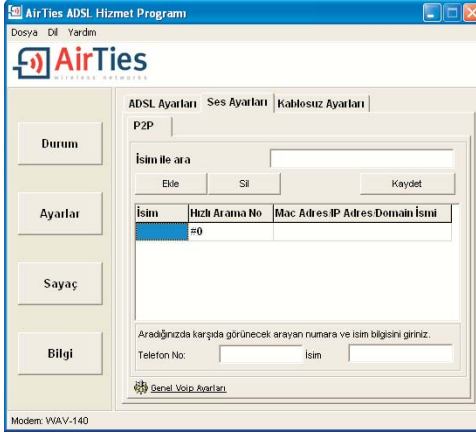 AirTies ADSL Hizmet Programı
Dosya Dil Yardım
AirTies
wireless networks
ADSL Ayarları Ses Ayarları Kablosuz Ayarları
P2P
Durum
İsim ile ara
Ekle Sil Kaydet
Ayarlar
İsim Hızlı Arama No Mac Adres/IP Adres/Domain İsmi
#0
Sayaç
Aradığınızda karşıda görünecek arayan numara ve isim bilgisini giriniz.
Bilgi
Telefon No: İsim
Genel Voip Ayarları
Modem: WAV-140